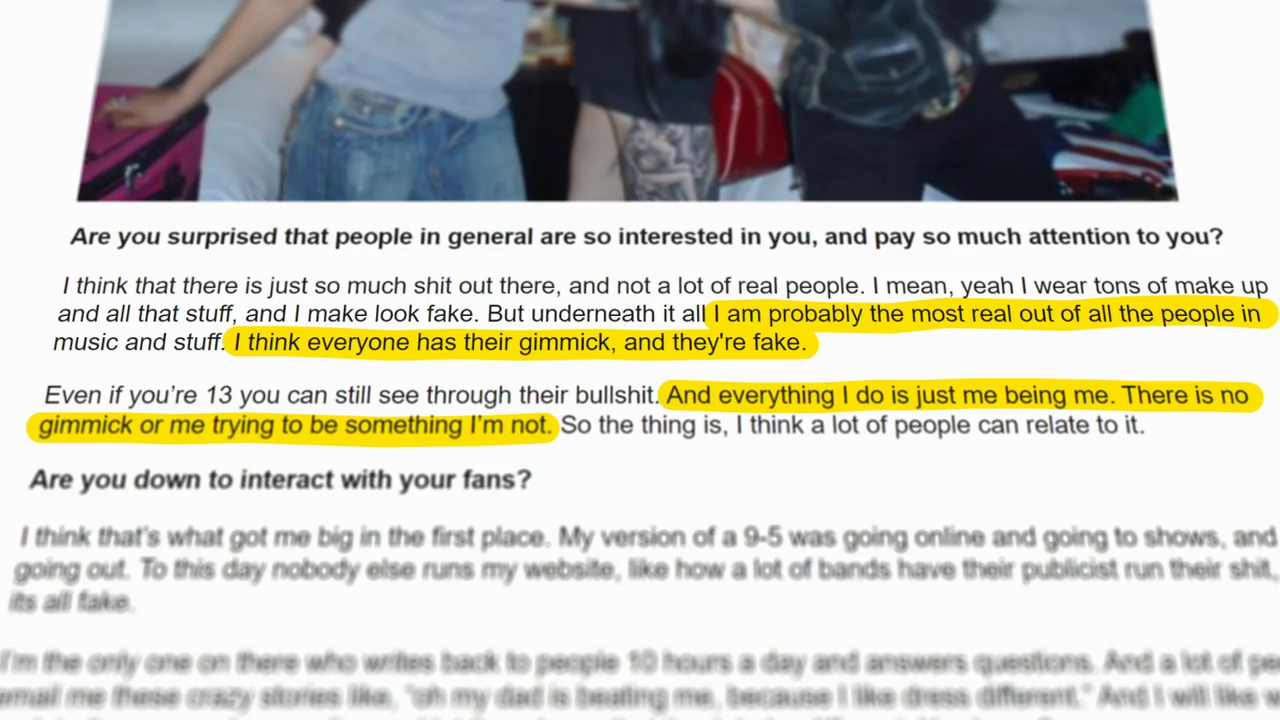 Are you surprised that people in general are so interested in you, and pay so much attention to you?
I think that there is just so much shit out there, and not a lot of real people. I mean, yeah I wear tons of make up
and all that stuff, and I make look fake. But underneath it all I am probably the most real out of all the people in
music and stuff. I think everyone has their gimmick, and they're fake.
Even if you’re 13 you can still see through their bullshit. And everything I do is just me being me. There is no
gimmick or me trying to be something I’m not. So the thing is, I think a lot of people can relate to it.
Are you down to interact with your fans?
I think that’s what got me big in the first place. My version of a 9-5 was going online and going to shows, and
going out. To this day nobody else runs my website, like how a lot of bands have their publicist run their shit,
its all fake.
I’m the only one on there who writes back to people 10 hours a day and answers questions. And a lot of
email me these crazy stories like, “oh my dad is beating me, because I like dress different.” And I will like